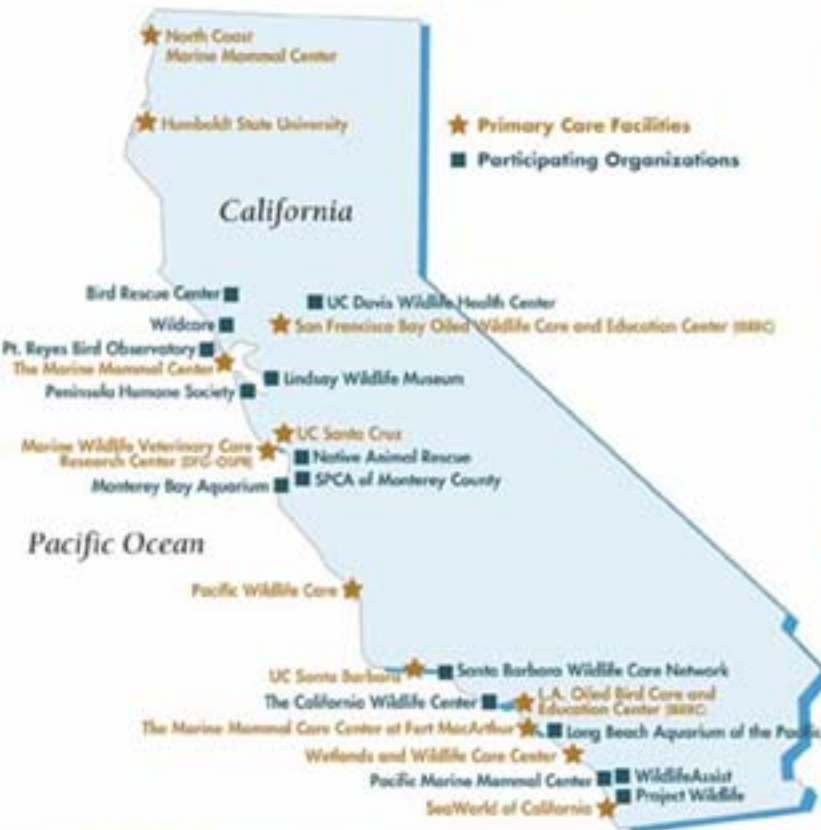 North Coast
Marine Mammal Center
Humboldt State University
Primary Care Facilities
Participating Organizations
California
Bird Rescue Center
UC Davis Wildlife Health Center
Wildcare
San Francisco Bay Oiled Wildlife Care and Education Center (IBRRC)
Pt. Reyes Bird Observatory
The Marine Mammal Center
Lindsay Wildlife Museum
Peninsula Humane Society
UC Santa Cruz
Marine Wildlife Veterinary Care
Research Center (DFG-OSPR)
Native Animal Rescue
SPCA of Monterey County
Monterey Bay Aquarium
Pacific Ocean
Pacific Wildlife Care
UC Santa Barbara
Santa Barbara Wildlife Care Network
The California Wildlife Center
L.A. Oiled Bird Care and
Education Center (IBRRC)
The Marine Mammal Care Center at Fort MacArthur
Long Beach Aquarium of the Pacific
Wetlands and Wildlife Care Center
Pacific Marine Mammal Center
WildlifeAssist
Project Wildlife
SeaWorld of California